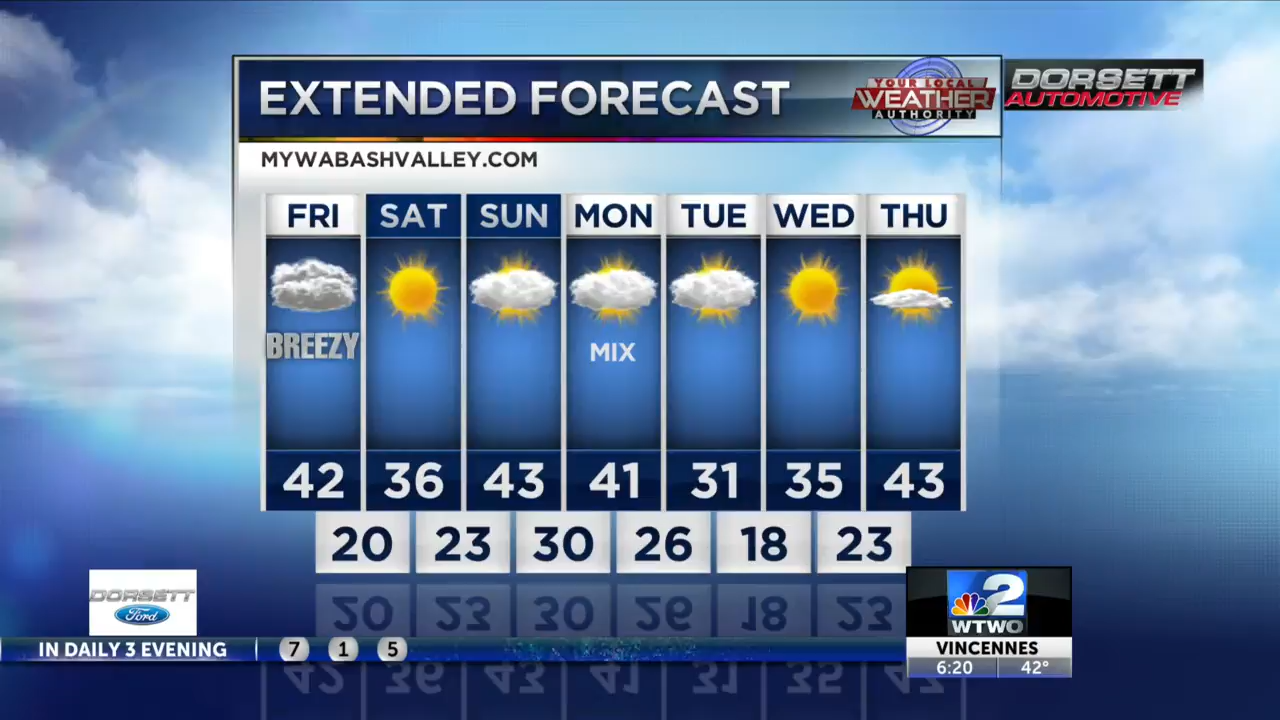 EXTENDED FORECAST
YOUR LOCAL
WEATHER
AUTHORITY
DORSETT
AUTOMOTIVE
MYWABASHVALLEY.COM
FRI SAT SUN MON TUE WED THU
BREEZY MIX
42 36 43 41 31 35 43
20 23 30 26 18 23
DORSETT
Ford
IN DAILY 3 EVENING 7 1 5
2
WTWO
VINCENNES
6:20 42°